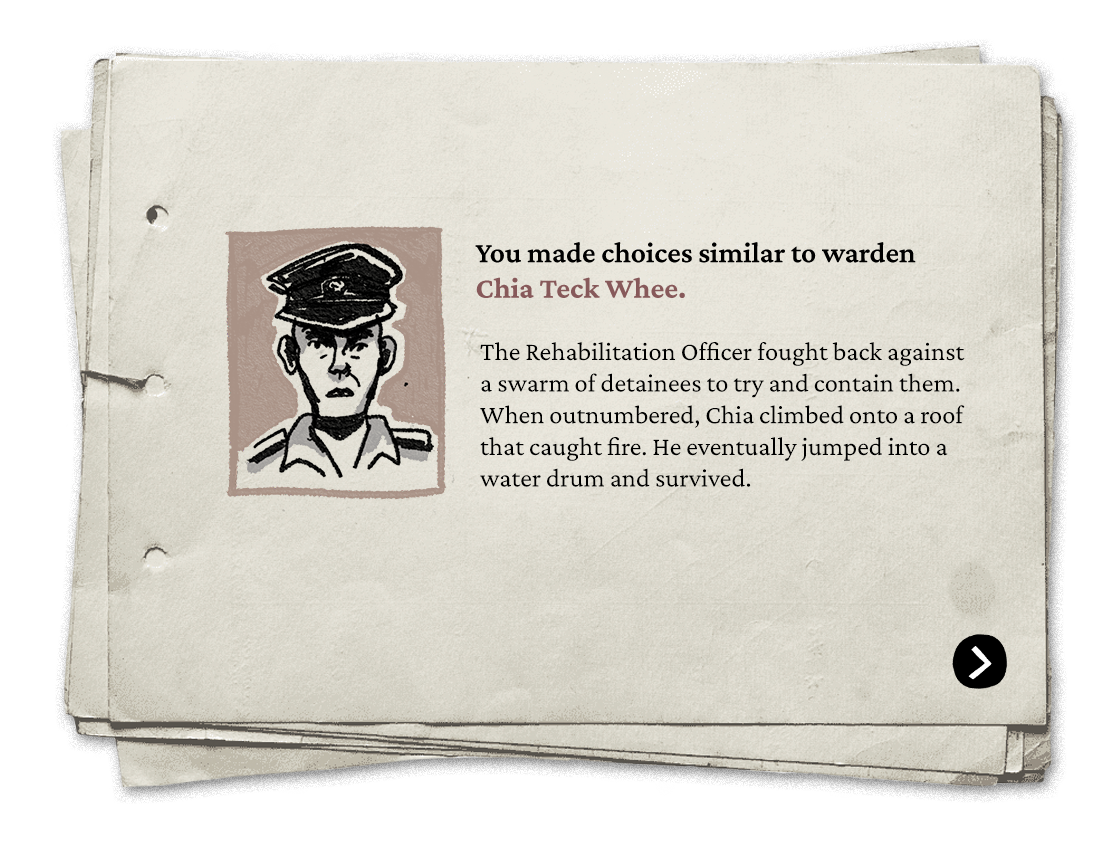 You made choices similar to warden
Chia Teck Whee.
The Rehabilitation Officer fought back against
a swarm of detainees to try and contain them.
When outnumbered, Chia climbed onto a roof
that caught fire. He eventually jumped into a
water drum and survived.